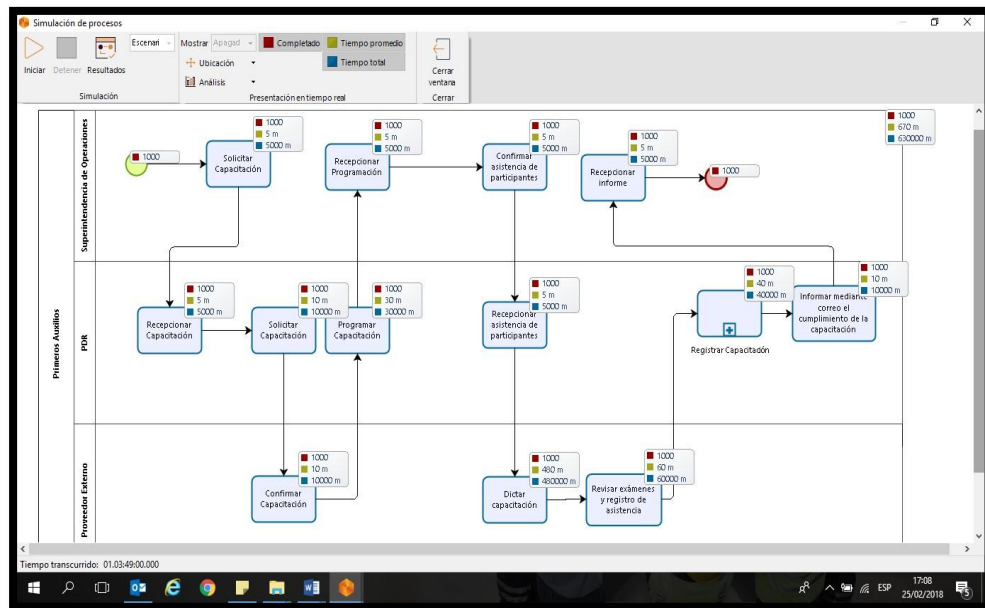 Simulación de procesos
Iniciar
Detener
Resultados
Escenari
Simulación
Mostrar
Apagad
Completado
Tiempo promedio
Ubicación
Tiempo total
Análisis
Presentación en tiempo real
Cerrar
ventana
Cerrar
Primeros Auxilios
Superintendencia de Operaciones
1000
Solicitar
Capacitación
1000
5 m
5000 m
Recepcionar
Programación
1000
5 m
5000 m
Confirmar
asistencia de
participantes
1000
5 m
5000 m
Recepcionar
informe
1000
5 m
5000 m
1000
1000
670 m
630000 m
PDR
Recepcionar
Capacitación
1000
5 m
5000 m
Solicitar
Capacitación
1000
10 m
10000 m
Programar
Capacitación
1000
30 m
30000 m
Recepcionar
asistencia de
participantes
1000
5 m
5000 m
Registrar Capacitación
1000
40 m
40000 m
Informar mediante
correo el
cumplimiento de la
capacitación
1000
10 m
10000 m
Proveedor Externo
Confirmar
Capacitación
1000
10 m
10000 m
Dictar
capacitación
1000
480 m
480000 m
Revisar exámenes
y registro de
asistencia
1000
60 m
60000 m
Tiempo transcurrido: 01.03:49:00.000
ESP
17:08
25/02/2018
5